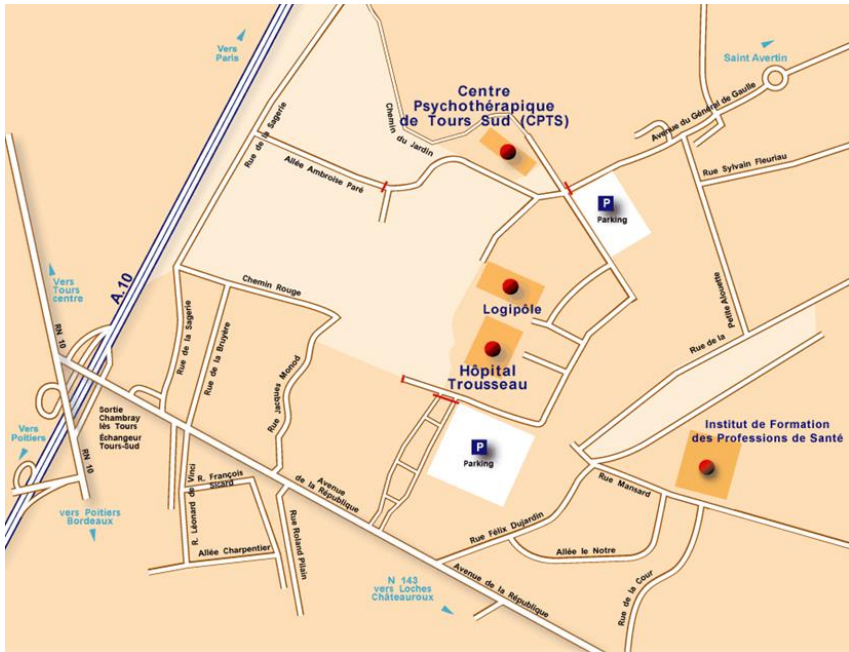 Vers
Paris
Saint Avertin
Centre
Psychothérapique
de Tours Sud (CPTS)
Avenue du Général de Gaulle
Rue de la Sagerie
Chemin du Jardin
Allée Ambroise Paré
Rue Sylvain Fleuriau
P
Parking
A.10
Vers
Tours
centre
RN 10
Chemin Rouge
Logipôle
Petite Alouette
Rue de la
Rue de la Sagerie
Rue de la Bruyère
Rue Jacques Monod
Hôpital
Trousseau
Sortie
Chambray
lès Tours
Échangeur
Tours-Sud
Vers
Poitiers
RN 10
Institut de Formation
des Professions de Santé
P
Parking
R. François
Sicard
Avenue
de la République
Rue Mansard
vers Poitiers
Bordeaux
R. Léonard de Vinci
Rue Roland Pilain
Rue Félix Dujardin
Allée Charpentier
Allée le Notre
Avenue de la République
N 143
vers Loches
Châteauroux
Rue de la Cour